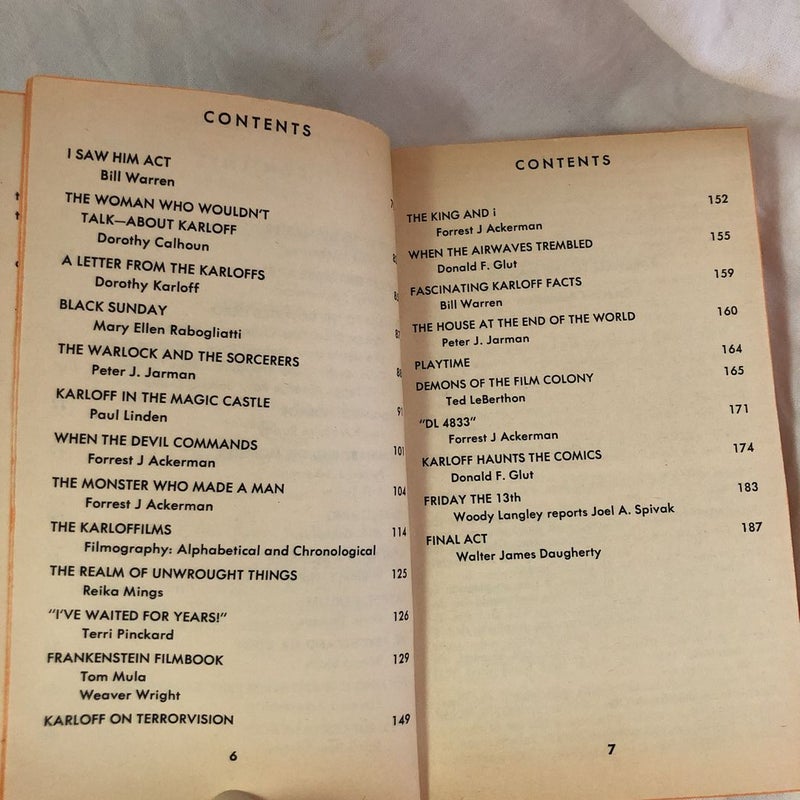 CONTENTS
I SAW HIM ACT
Bill Warren
THE WOMAN WHO WOULDN'T
TALK—ABOUT KARLOFF
Dorothy Calhoun
A LETTER FROM THE KARLOFFS
Dorothy Karloff
BLACK SUNDAY
Mary Ellen Rabogliatti
THE WARLOCK AND THE SORCERERS
Peter J. Jarman
KARLOFF IN THE MAGIC CASTLE
Paul Linden
WHEN THE DEVIL COMMANDS 101
Forrest J Ackerman
THE MONSTER WHO MADE A MAN 104
Forrest J Ackerman
THE KARLOFFILMS 114
Filmography: Alphabetical and Chronological
THE REALM OF UNWROUGHT THINGS 125
Reika Mings
"I'VE WAITED FOR YEARS!" 126
Terri Pinckard
FRANKENSTEIN FILMBOOK 129
Tom Mula
Weaver Wright
KARLOFF ON TERRORVISION 149
6
CONTENTS
THE KING AND i 152
Forrest J Ackerman
WHEN THE AIRWAVES TREMBLED 155
Donald F. Glut
FASCINATING KARLOFF FACTS 159
Bill Warren
THE HOUSE AT THE END OF THE WORLD 160
Peter J. Jarman
PLAYTIME 164
DEMONS OF THE FILM COLONY 165
Ted LeBerthon
"DL 4833" 171
Forrest J Ackerman
KARLOFF HAUNTS THE COMICS 174
Donald F. Glut
FRIDAY THE 13th 183
Woody Langley reports Joel A. Spivak
FINAL ACT 187
Walter James Daugherty
7